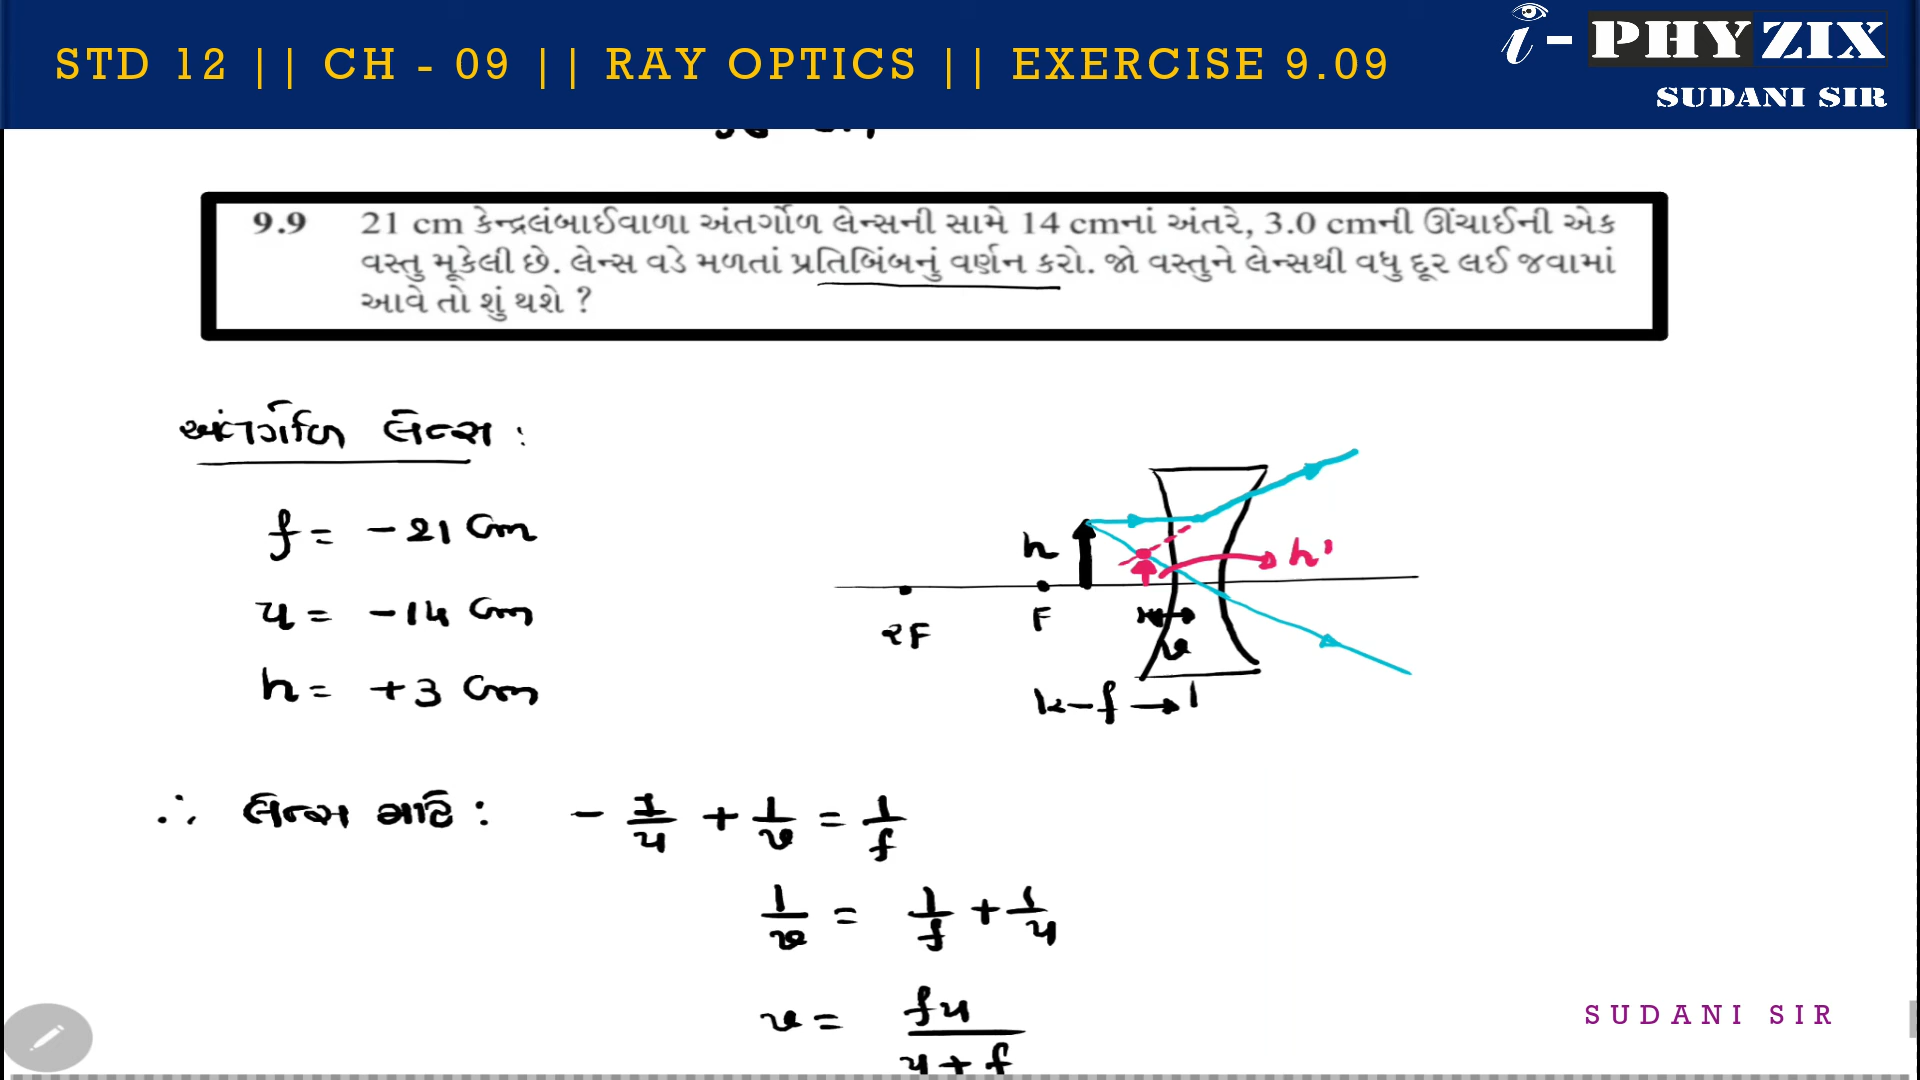 STD 12 || CH - 09 || RAY OPTICS || EXERCISE 9.09
i-PHYZIX
SUDANI SIR
9.9 21 cm કેન્દ્રલંબાઈવાળા અંતર્ગોળ લેન્સની સામે 14 cmનાં અંતરે, 3.0 cmની ઊંચાઈની એક
વસ્તુ મૂકેલી છે. લેન્સ વડે મળતાં પ્રતિબિંબનું વર્ણન કરો. જો વસ્તુને લેન્સથી વધુ દૂર લઈ જવામાં
આવે તો શું થશે ?
અંતર્ગોળ લેન્સ :
f = -21 cm
u = -14 cm
h = +3 cm
h
h'
2F
F
v
f
∴ લેન્સ માટે : - 1/u + 1/v = 1/f
1/v = 1/f + 1/u
v = fu/u + f
SUDANI SIR